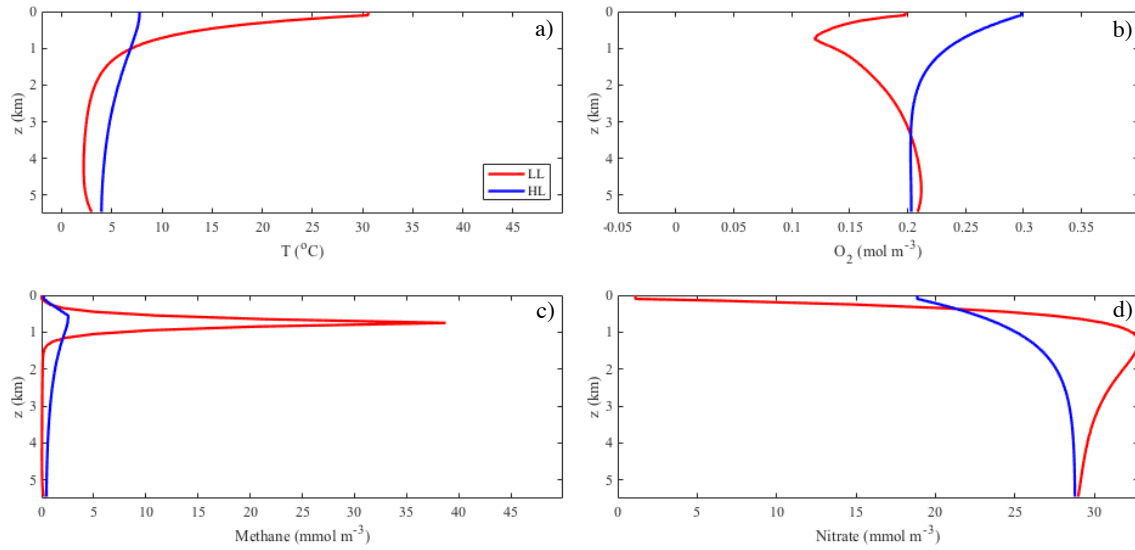 a)
0
1
2
3
4
5
z (km)
LL
HL
0 5 10 15 20 25 30 35 40 45
T (°C)
b)
0
1
2
3
4
5
z (km)
-0.05 0 0.05 0.1 0.15 0.2 0.25 0.3 0.35
O₂ (mol m⁻³)
c)
0
1
2
3
4
5
z (km)
0 5 10 15 20 25 30 35 40 45
Methane (mmol m⁻³)
d)
0
1
2
3
4
5
z (km)
0 5 10 15 20 25 30
Nitrate (mmol m⁻³)